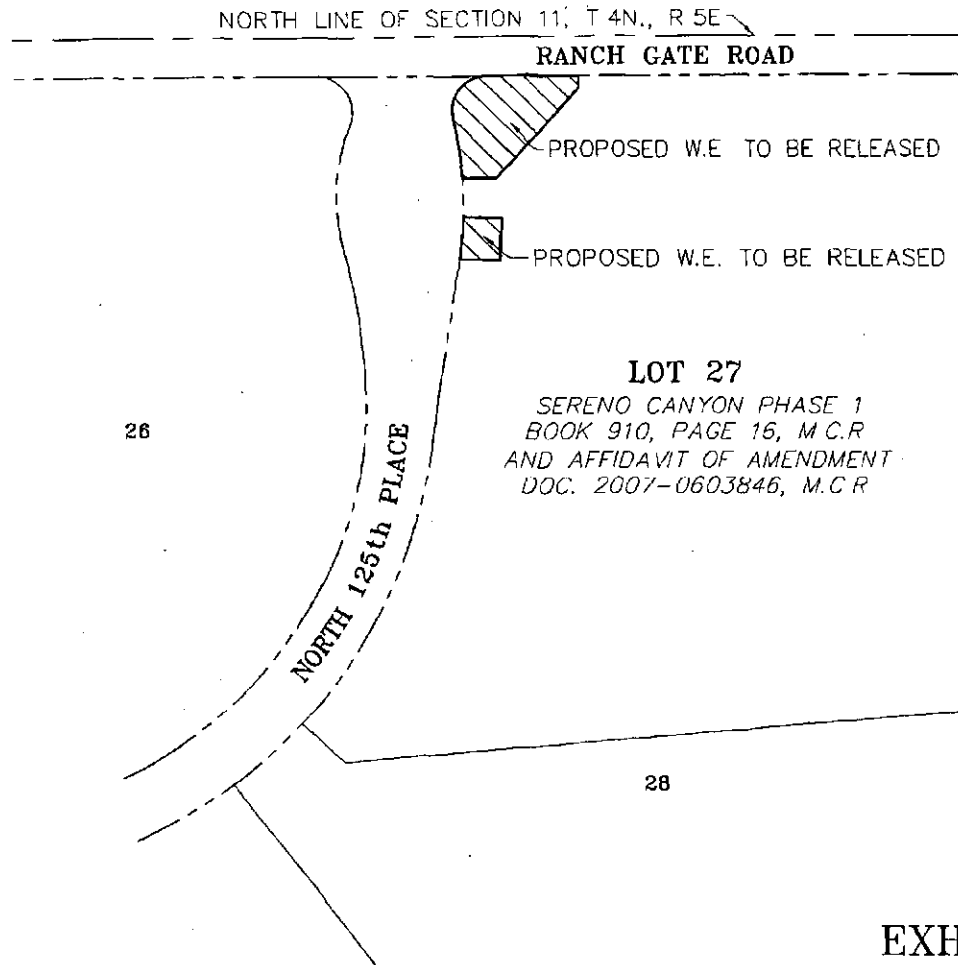 NORTH LINE OF SECTION 11, T 4N., R 5E
RANCH GATE ROAD
PROPOSED W.E TO BE RELEASED
PROPOSED W.E. TO BE RELEASED
LOT 27
SERENO CANYON PHASE 1
BOOK 910, PAGE 16, M C.R
AND AFFIDAVIT OF AMENDMENT
DOC. 2007-0603846, M.C R
26
NORTH 125th PLACE
28
EXH